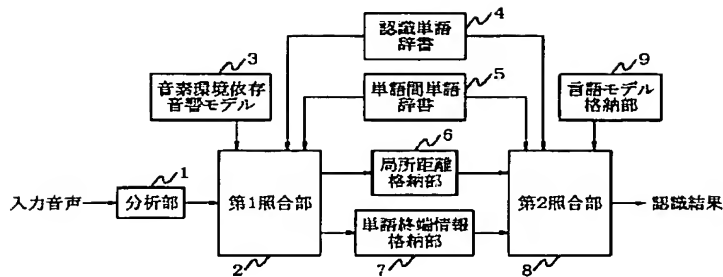 4
認識単語
辞書
3
音素環境依存
音響モデル
5
単語間単語
辞書
9
言語モデル
格納部
6
局所距離
格納部
1
入力音声
分析部
第1照合部
第2照合部
認識結果
単語終端情報
格納部
2
7
8